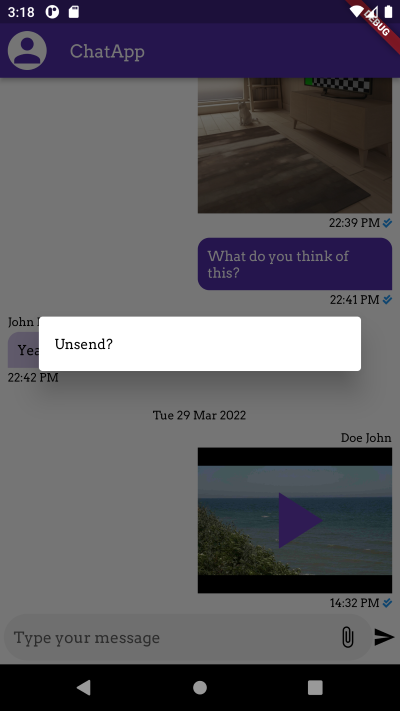 3:18
DEBUG
ChatApp
22:39 PM
What do you think of
this?
22:41 PM
John
Unsend?
22:42 PM
Tue 29 Mar 2022
Doe John
14:32 PM
Type your message